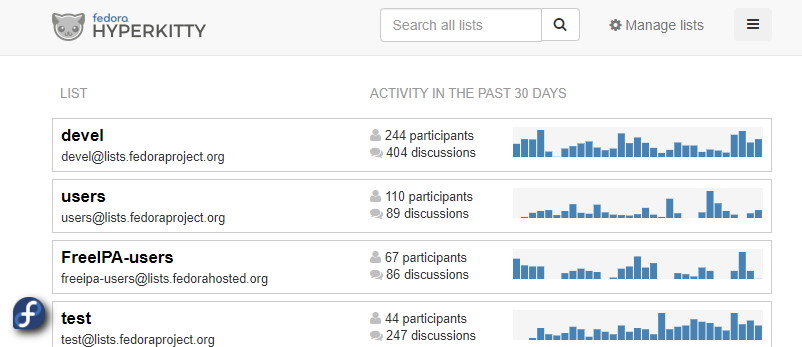 fedora
HYPERKITTY
Search all lists
Manage lists
LIST
ACTIVITY IN THE PAST 30 DAYS
devel
devel@lists.fedoraproject.org
244 participants
404 discussions
users
users@lists.fedoraproject.org
110 participants
89 discussions
FreeIPA-users
freeipa-users@lists.fedorahosted.org
67 participants
86 discussions
test
test@lists.fedoraproject.org
44 participants
247 discussions